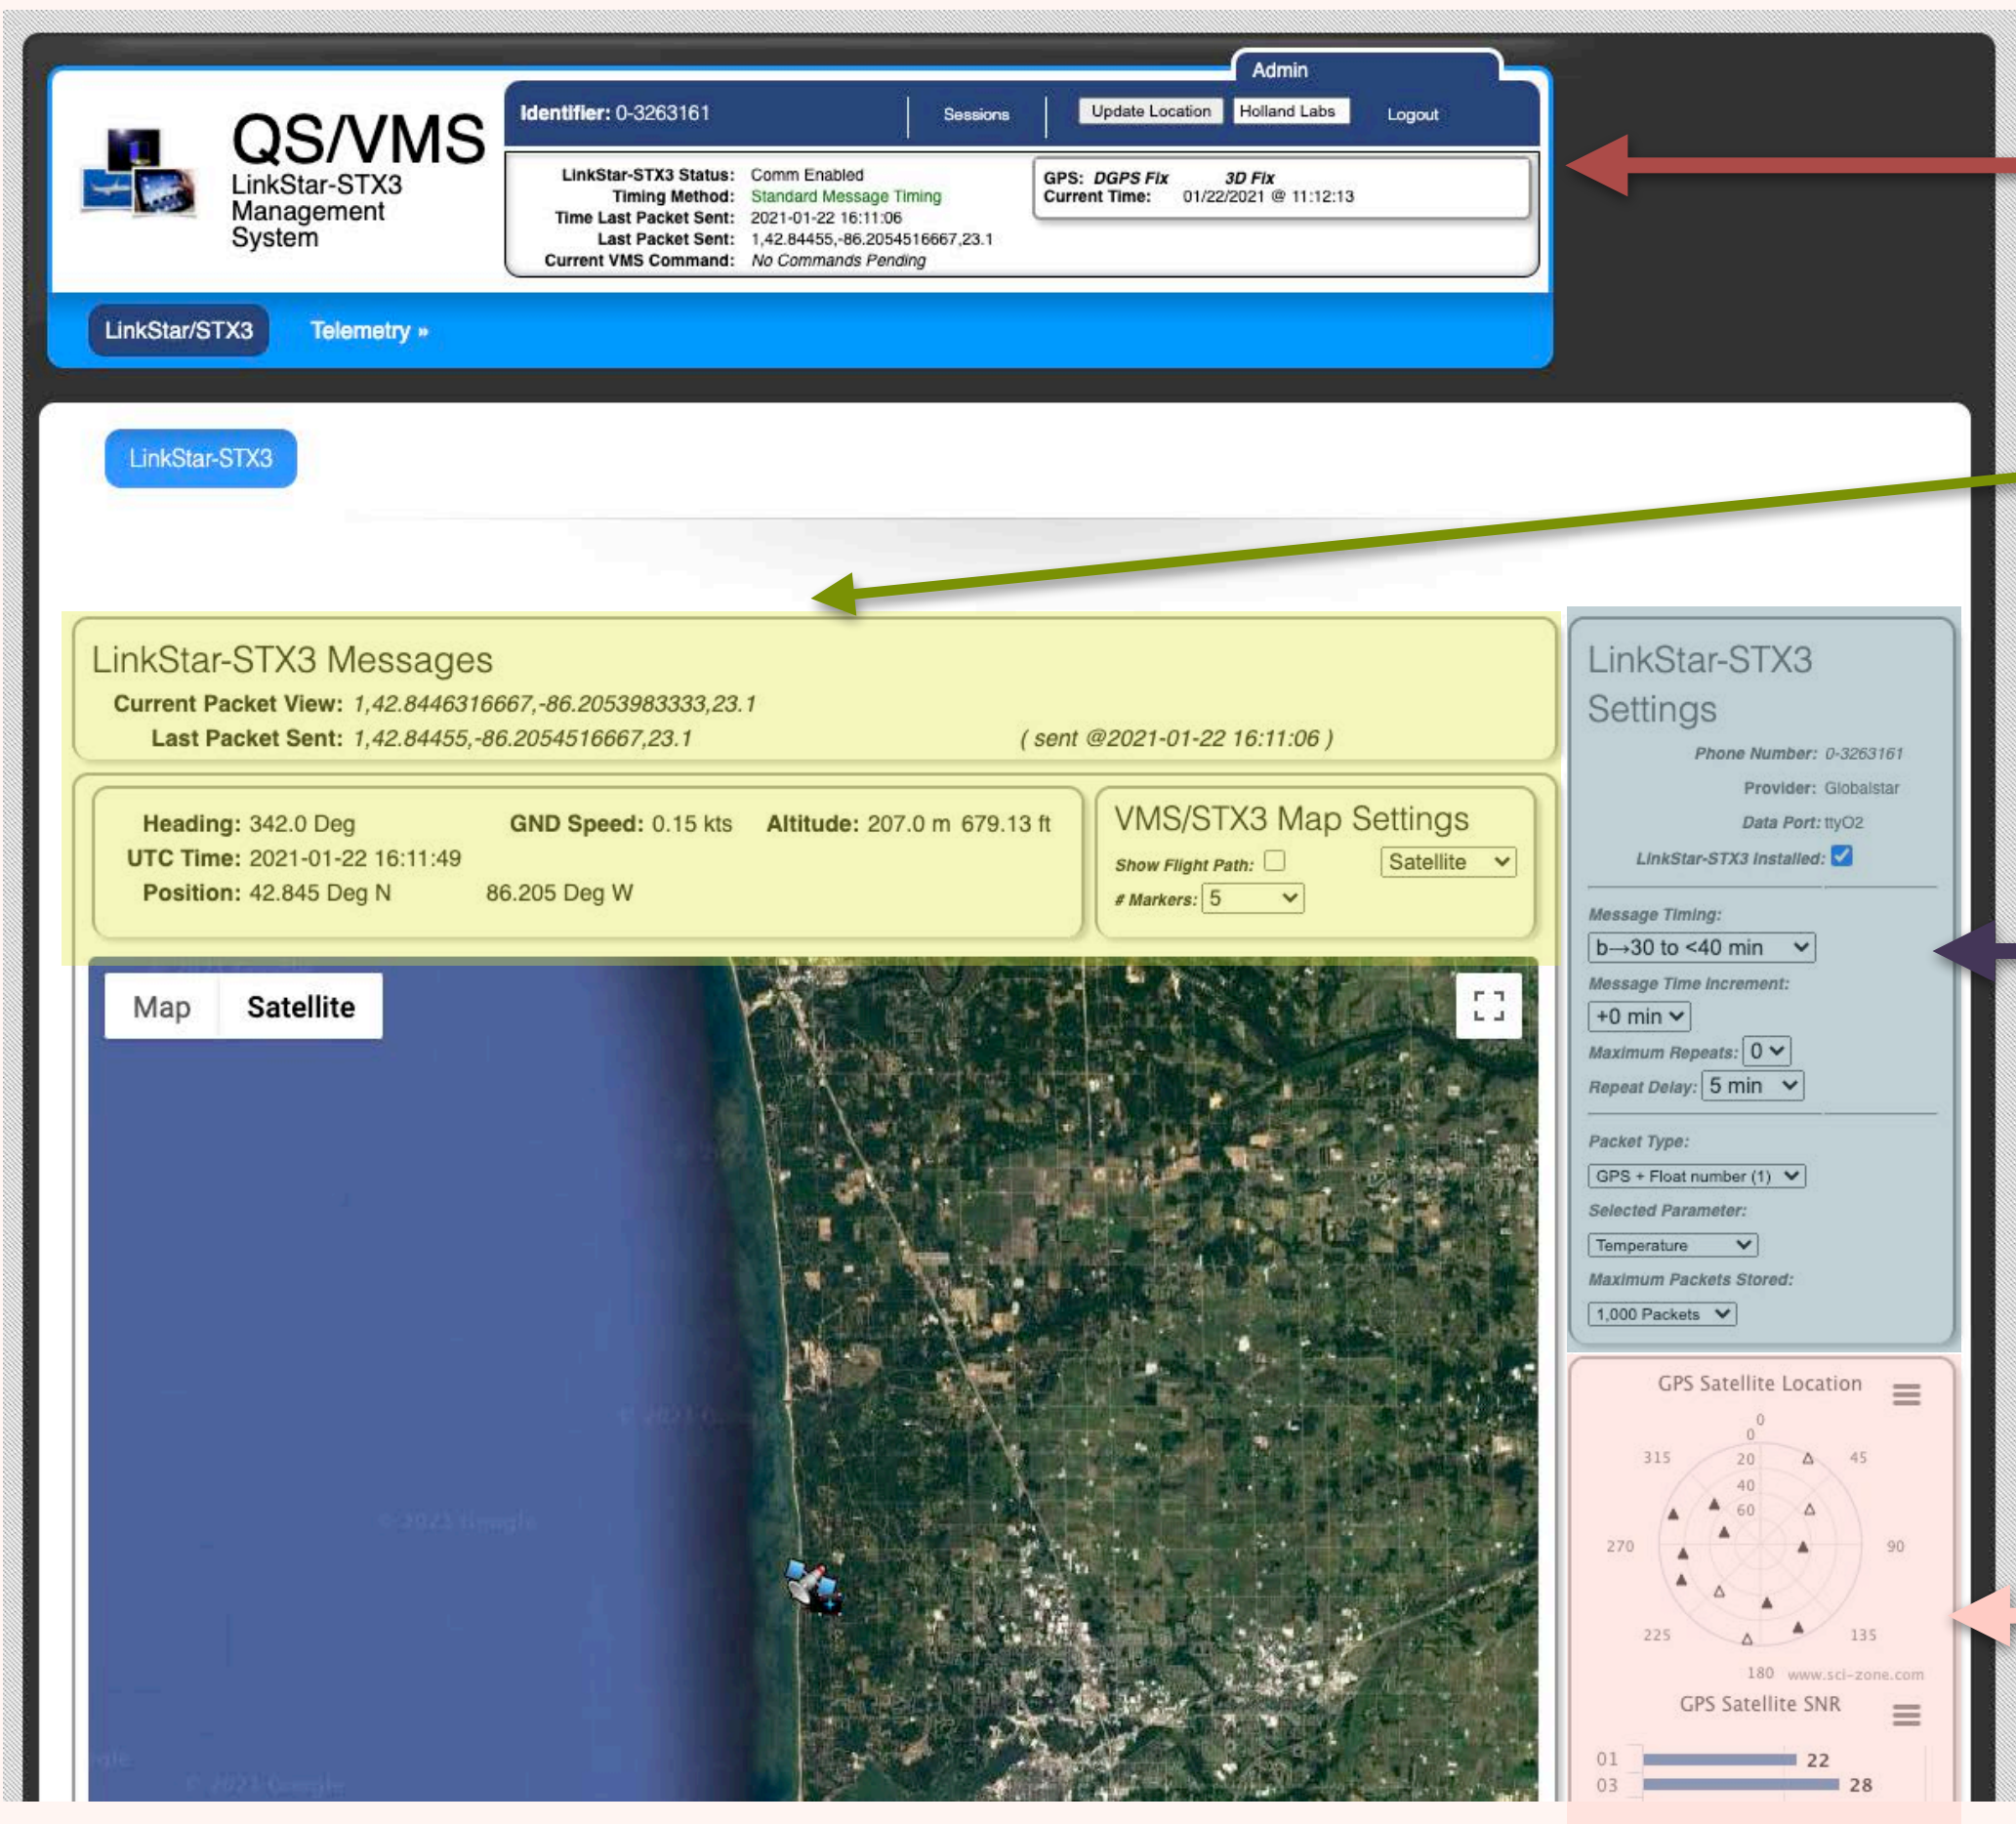 Admin
QS/VMS
LinkStar-STX3
Management
System
Identifier: 0-3263161
Sessions
Update Location
Holland Labs
Logout
LinkStar-STX3 Status: Comm Enabled
Timing Method: Standard Message Timing
Time Last Packet Sent: 2021-01-22 16:11:06
Last Packet Sent: 1,42.84455,-86.2054516667,23.1
Current VMS Command: No Commands Pending
GPS: DGPS Fix 3D Fix
Current Time: 01/22/2021 @ 11:12:13
LinkStar/STX3
Telemetry »
LinkStar-STX3
LinkStar-STX3 Messages
Current Packet View: 1,42.8446316667,-86.2053983333,23.1
Last Packet Sent: 1,42.84455,-86.2054516667,23.1 ( sent @2021-01-22 16:11:06 )
Heading: 342.0 Deg GND Speed: 0.15 kts Altitude: 207.0 m 679.13 ft
UTC Time: 2021-01-22 16:11:49
Position: 42.845 Deg N 86.205 Deg W
VMS/STX3 Map Settings
Show Flight Path: Satellite
# Markers: 5
Map Satellite
© 2021 Google
© 2021 Google
LinkStar-STX3
Settings
Phone Number: 0-3263161
Provider: Globalstar
Data Port: ttyO2
LinkStar-STX3 Installed:
Message Timing:
b→30 to <40 min
Message Time Increment:
+0 min
Maximum Repeats: 0
Repeat Delay: 5 min
Packet Type:
GPS + Float number (1)
Selected Parameter:
Temperature
Maximum Packets Stored:
1,000 Packets
GPS Satellite Location
0
0
315 20 45
40
60
270 90
225 135
180 www.sci-zone.com
GPS Satellite SNR
01 22
03 28